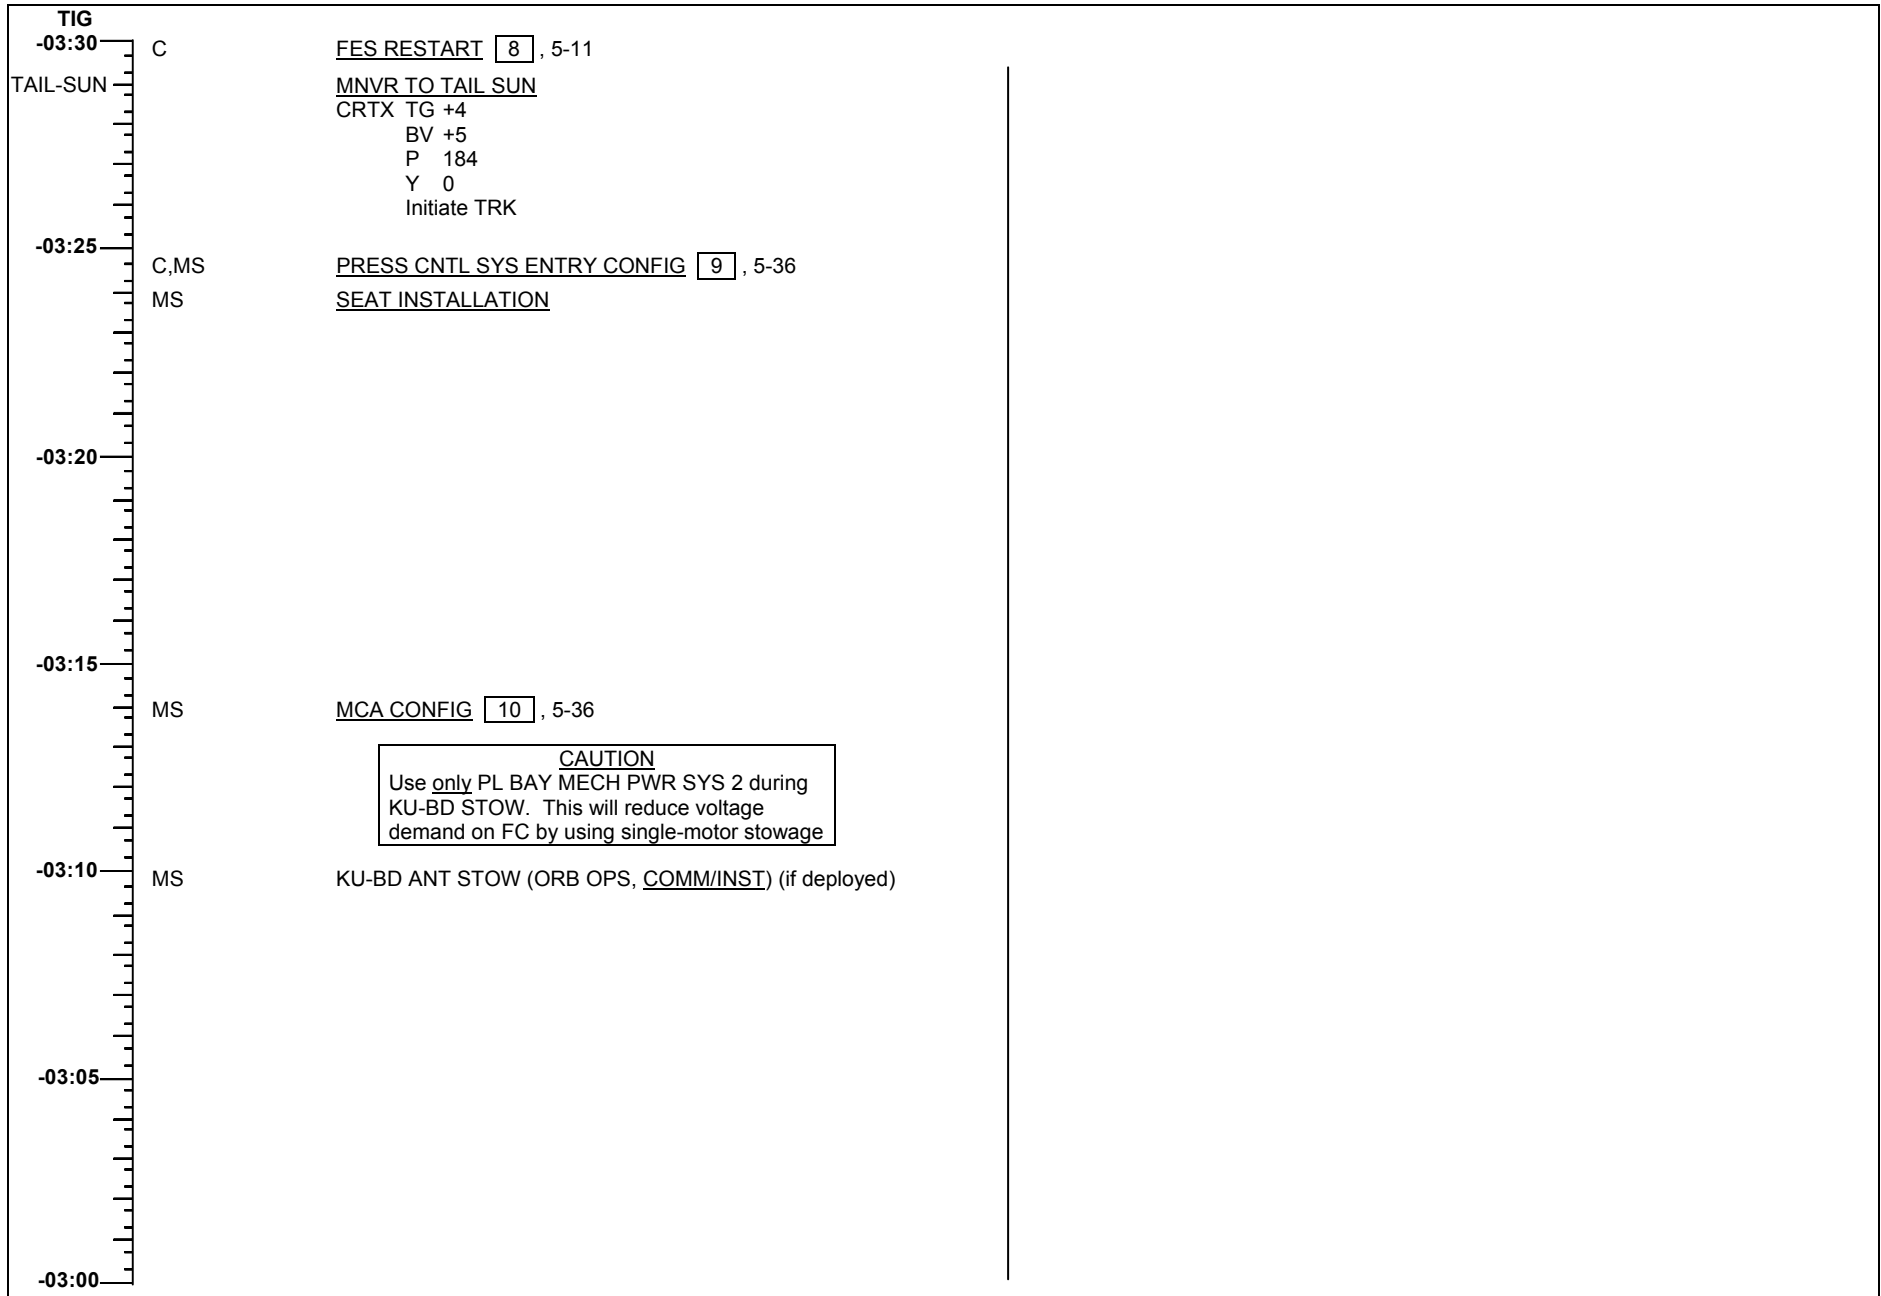 TIG
-03:30 C FES RESTART 8 , 5-11
TAIL-SUN MNVR TO TAIL SUN
CRTX TG +4
BV +5
P 184
Y 0
Initiate TRK
-03:25
C,MS PRESS CNTL SYS ENTRY CONFIG 9 , 5-36
MS SEAT INSTALLATION
-03:20
-03:15
MS MCA CONFIG 10 , 5-36
CAUTION
Use only PL BAY MECH PWR SYS 2 during
KU-BD STOW. This will reduce voltage
demand on FC by using single-motor stowage
-03:10 MS KU-BD ANT STOW (ORB OPS, COMM/INST) (if deployed)
-03:05
-03:00